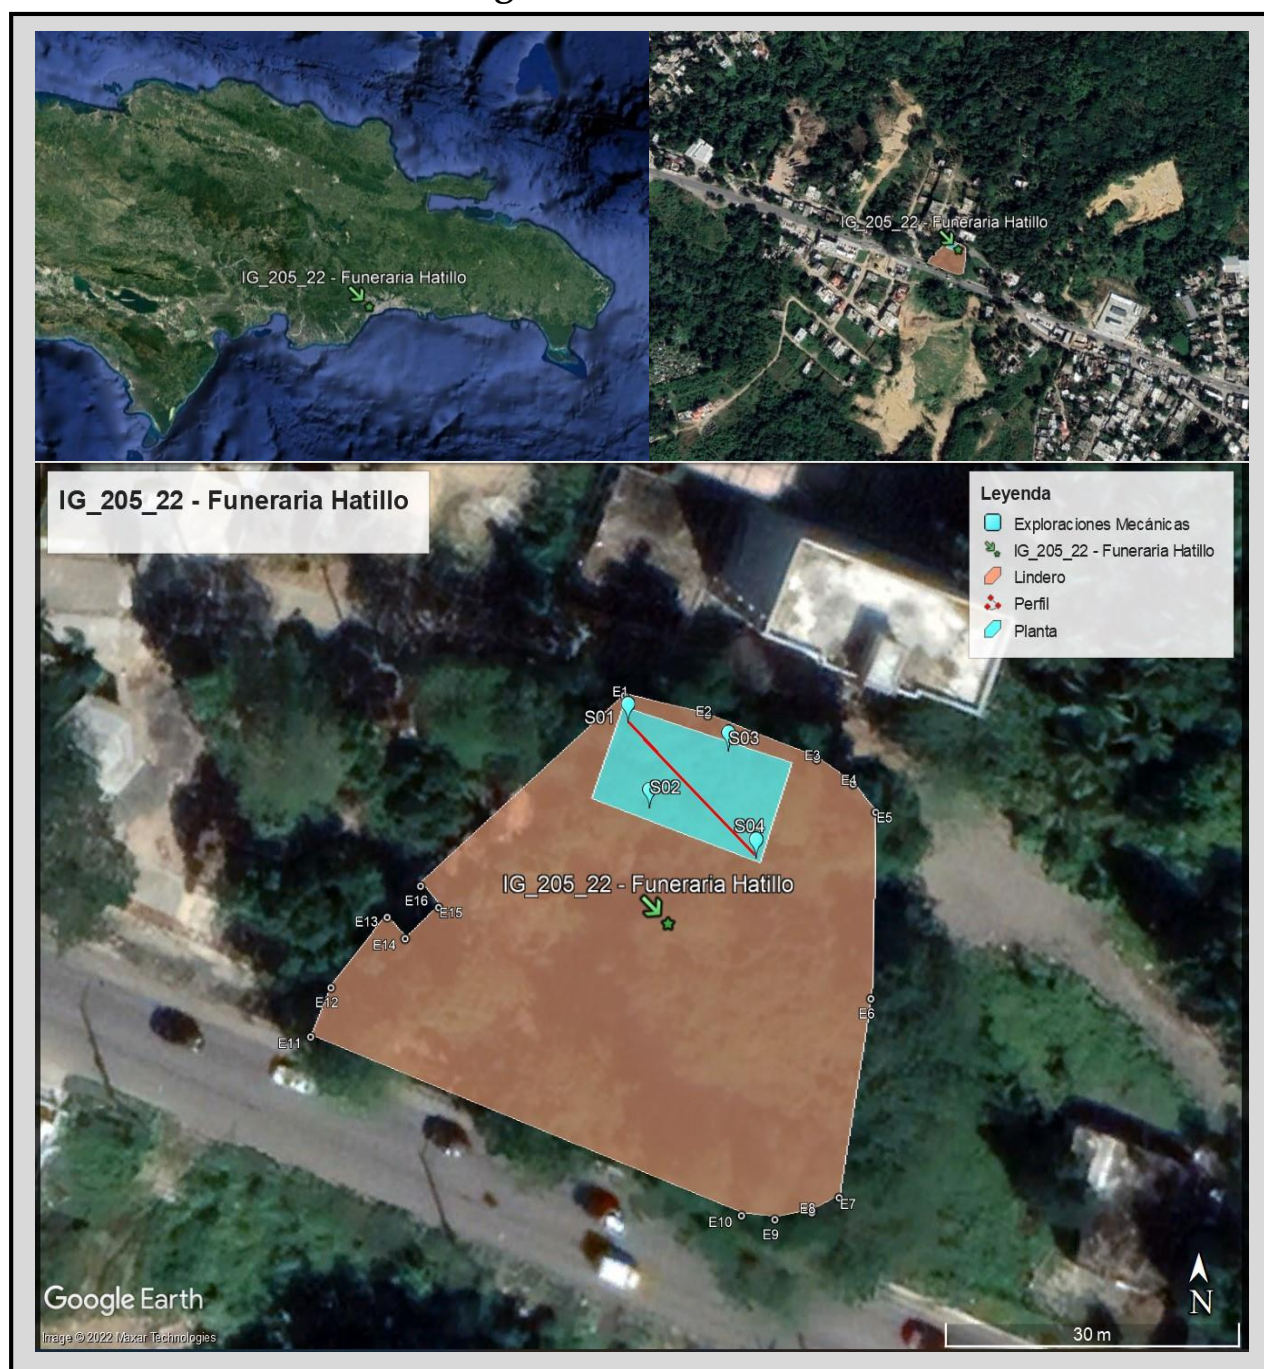 IG_205_22 - Funeraria Hatillo
IG_205_22 - Funeraria Hatillo
IG_205_22 - Funeraria Hatillo
Leyenda
Exploraciones Mecánicas
IG_205_22 - Funeraria Hatillo
Lindero
Perfil
Planta
E1
S01
E2
S03
E3
E4
S02
E5
S04
IG_205_22 - Funeraria Hatillo
E16
E15
E13
E14
E12
E6
E11
E7
E8
E10
E9
Google Earth
Image © 2022 Maxar Technologies
N
30 m